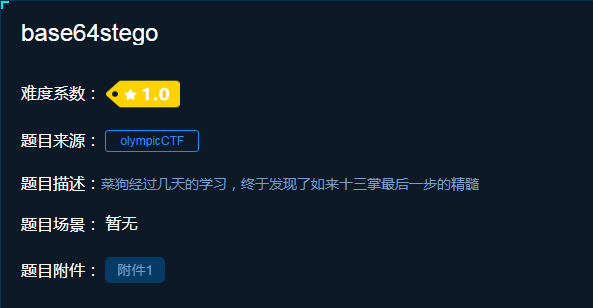 base64stego
难度系数： 1.0
题目来源： olympicCTF
题目描述：菜狗经过几天的学习，终于发现了如来十三掌最后一步的精髓
题目场景： 暂无
题目附件： 附件1